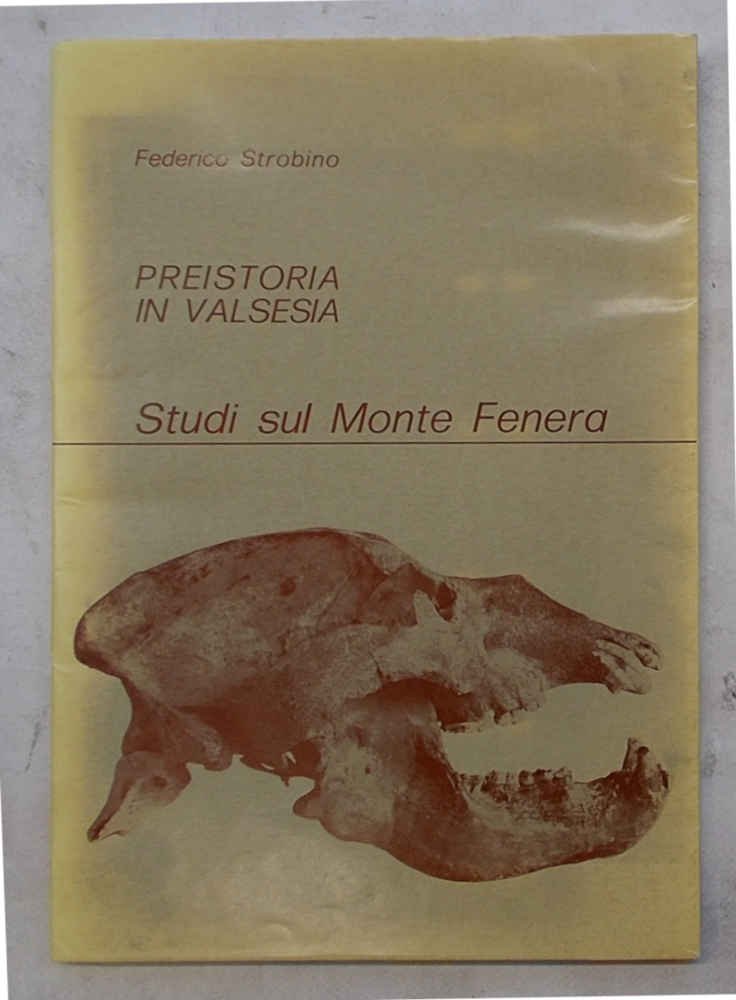 Federico Strobino
PREISTORIA
IN VALSESIA
Studi sul Monte Fenera